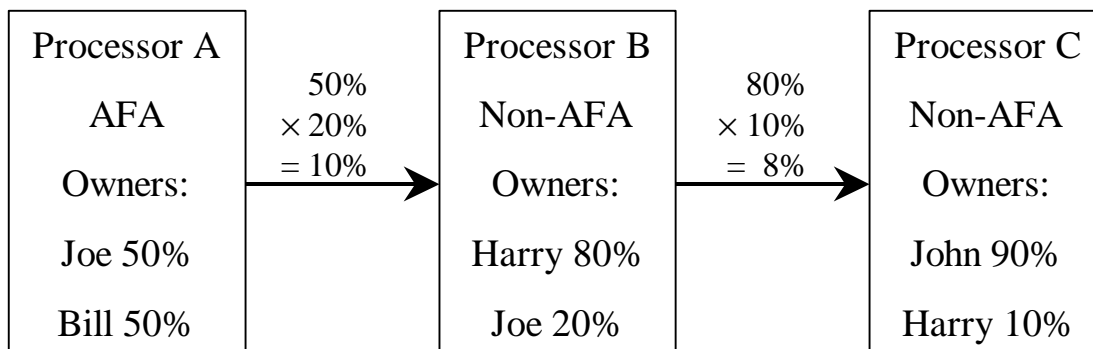 Processor A
AFA
Owners:
Joe 50%
Bill 50%
50%
× 20%
= 10%
Processor B
Non-AFA
Owners:
Harry 80%
Joe 20%
80%
× 10%
= 8%
Processor C
Non-AFA
Owners:
John 90%
Harry 10%